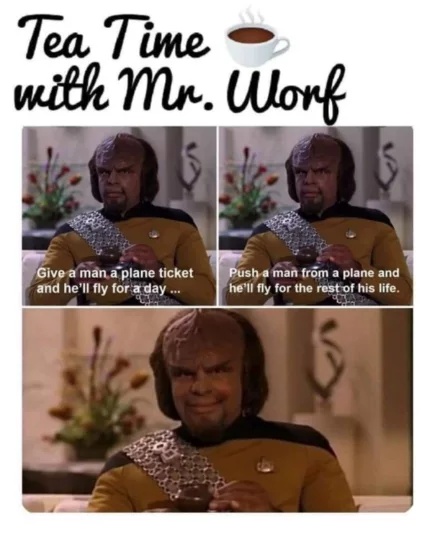 Tea Time
with Mr. Worf
Give a man a plane ticket
and he'll fly for a day ...
Push a man from a plane and
he'll fly for the rest of his life.